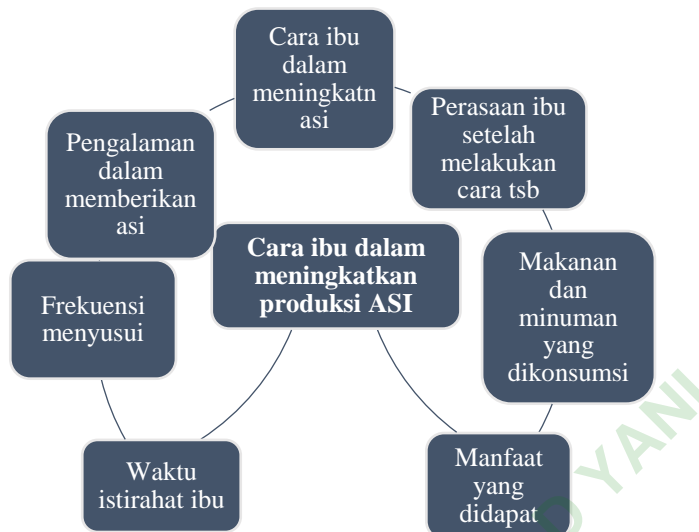 Cara ibu
dalam
meningkatn
asi
Perasaan ibu
setelah
melakukan
cara tsb
Makanan
dan
minuman
yang
dikonsumsi
Manfaat
yang
didapat
Waktu
istirahat ibu
Frekuensi
menyusui
Pengalaman
dalam
memberikan
asi
Cara ibu dalam
meningkatkan
produksi ASI
YANI